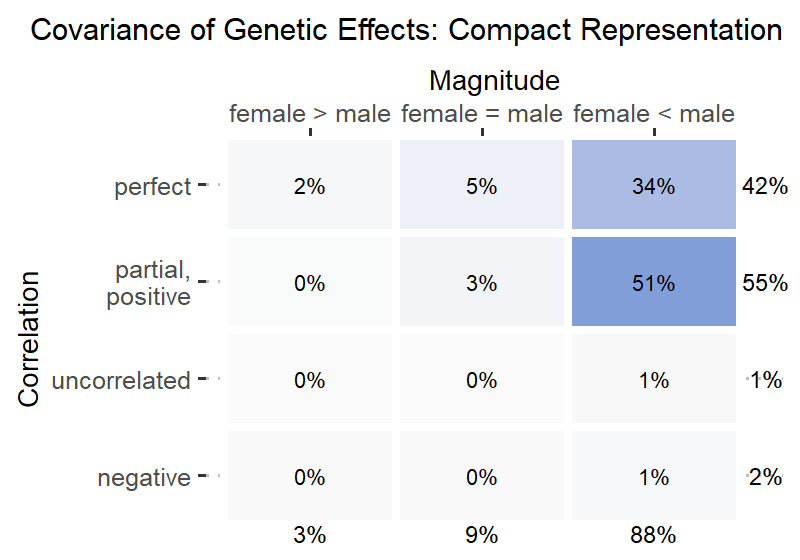 Covariance of Genetic Effects: Compact Representation
Magnitude
female > male female = male female < male
perfect 2% 5% 34% 42%
partial,
positive 0% 3% 51% 55%
Correlation
uncorrelated 0% 0% 1% 1%
negative 0% 0% 1% 2%
3% 9% 88%